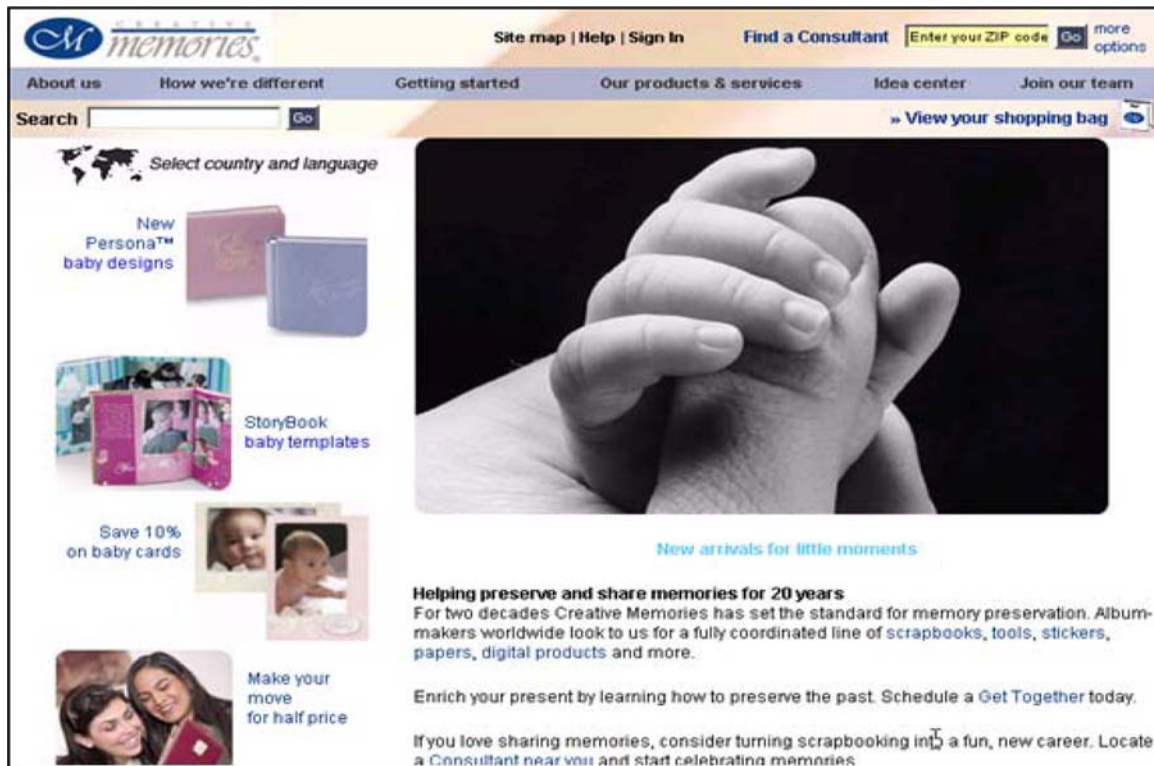 CREATIVE
memories
Site map | Help | Sign In
Find a Consultant
Enter your ZIP code
Go
more
options
About us
How we're different
Getting started
Our products & services
Idea center
Join our team
Search
Go
» View your shopping bag
Select country and language
New
Persona™
baby designs
StoryBook
baby templates
Save 10%
on baby cards
Make your
move
for half price
New arrivals for little moments
Helping preserve and share memories for 20 years
For two decades Creative Memories has set the standard for memory preservation. Album-
makers worldwide look to us for a fully coordinated line of scrapbooks, tools, stickers,
papers, digital products and more.
Enrich your present by learning how to preserve the past. Schedule a Get Together today.
If you love sharing memories, consider turning scrapbooking into a fun, new career. Locate
a Consultant near you and start celebrating memories